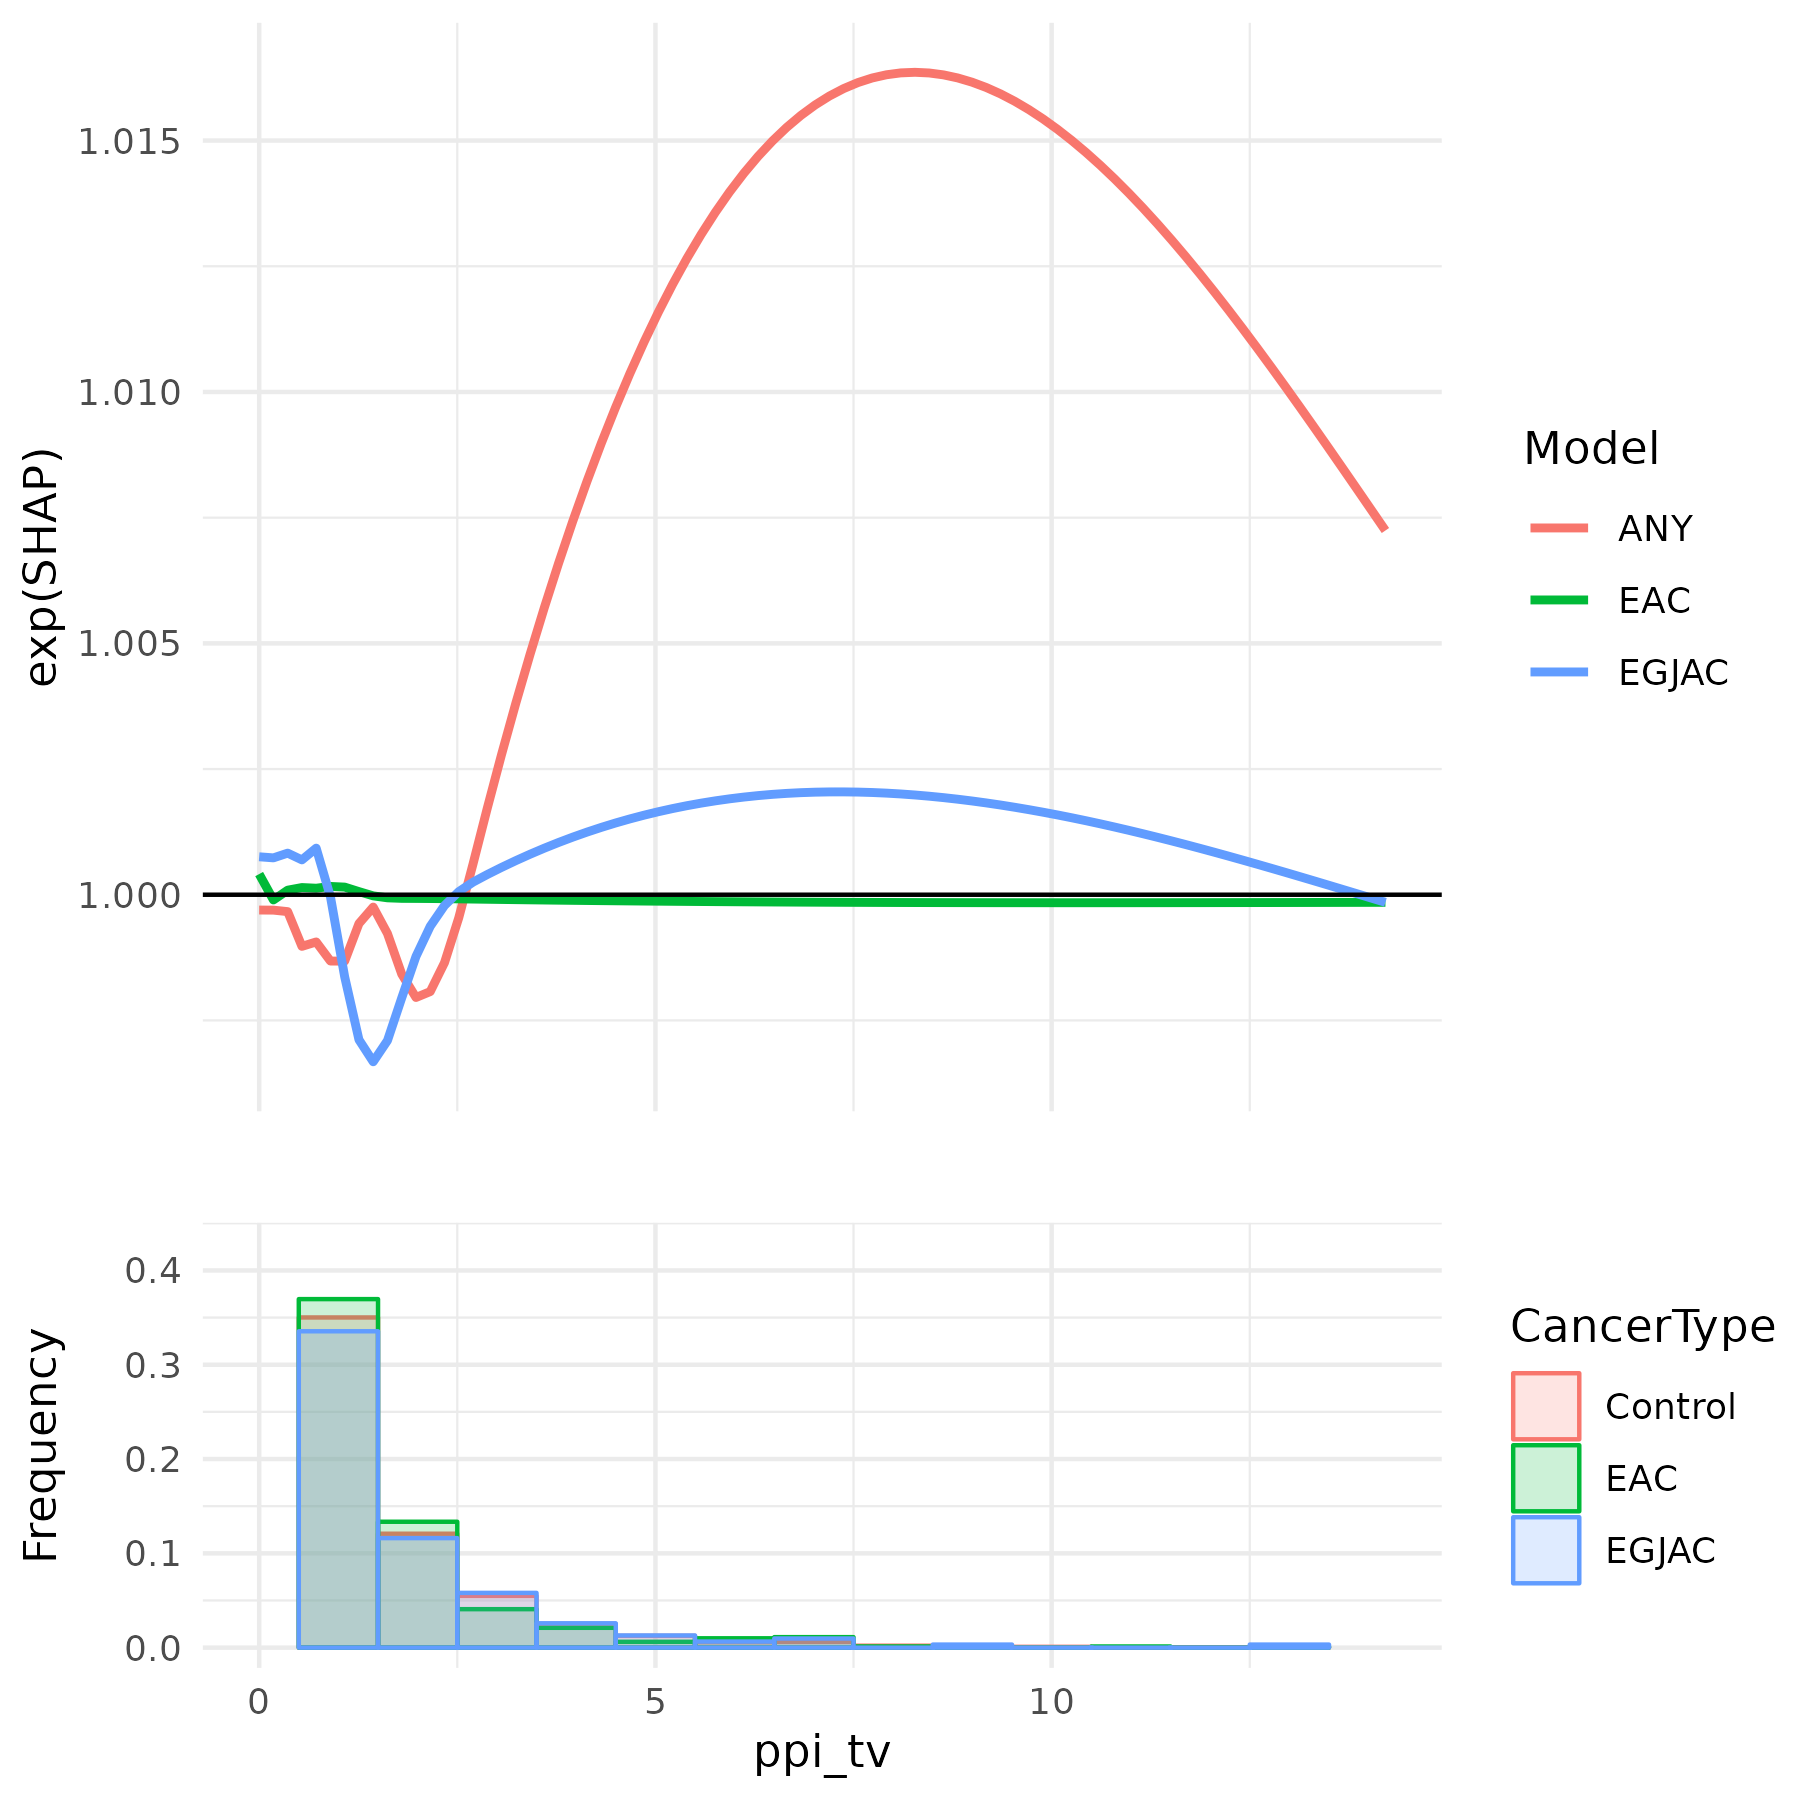 exp(SHAP)
1.015
1.010
1.005
1.000
Model
ANY
EAC
EGJAC
Frequency
0.4
0.3
0.2
0.1
0.0
0
5
10
ppi_tv
CancerType
Control
EAC
EGJAC